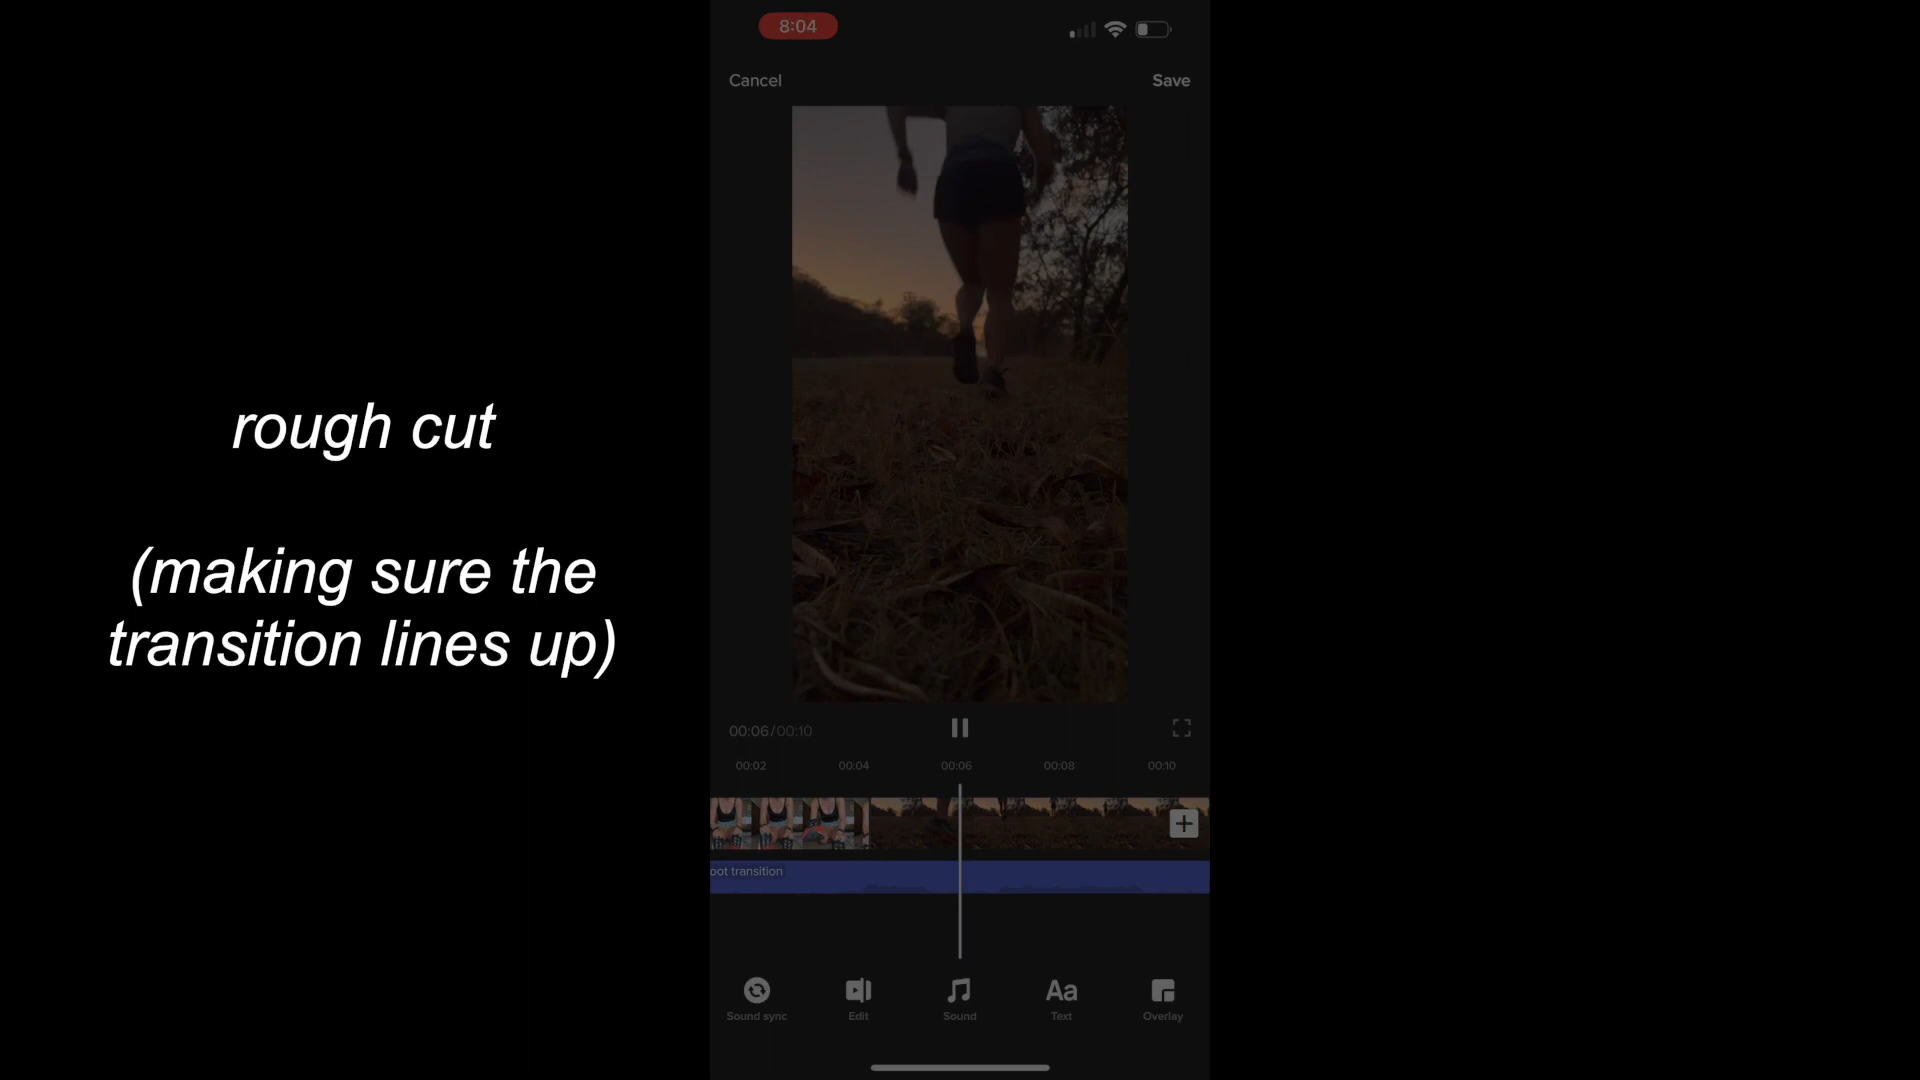 rough cut
(making sure the
transition lines up)
8:04
Cancel
Save
00:06/00:10
00:02
00:04
00:06
00:08
00:10
oot transition
Sound sync
Edit
Sound
Aa
Text
Overlay